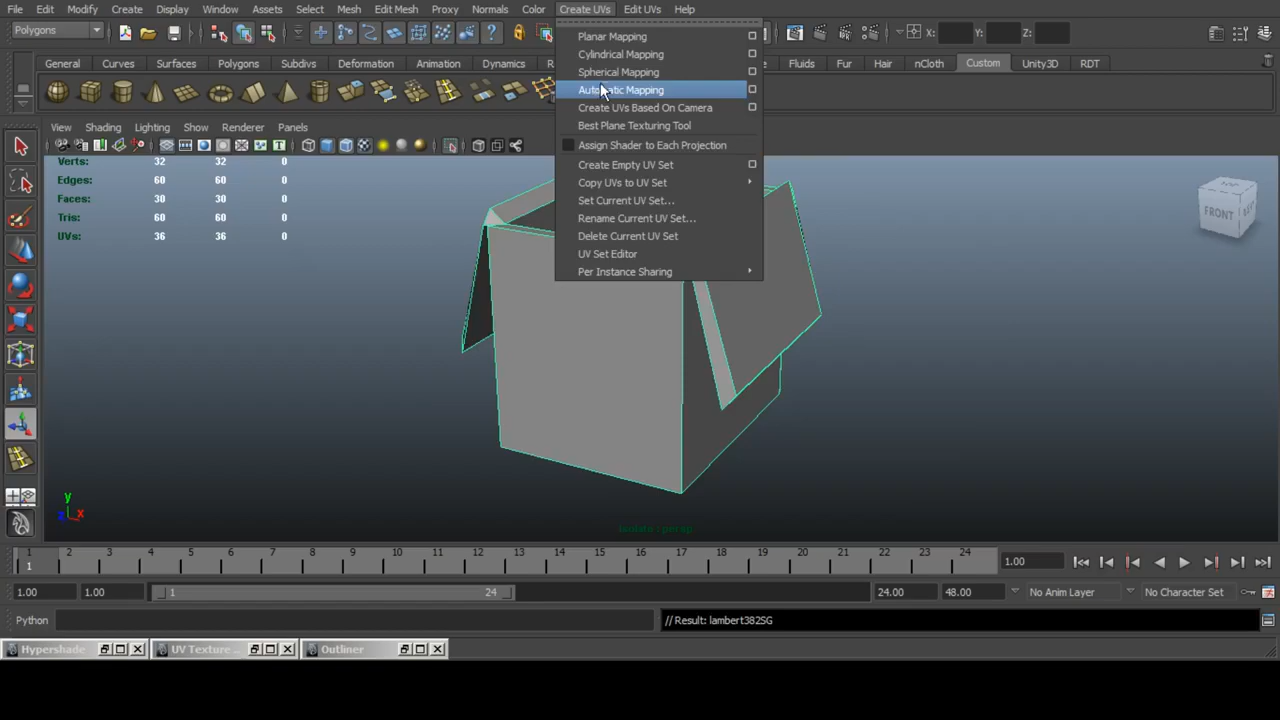 File Edit Modify Create Display Window Assets Select Mesh Edit Mesh Proxy Normals Color Create UVs Edit UVs Help
Polygons
X: Y: Z:
General Curves Surfaces Polygons Subdivs Deformation Animation Dynamics Fluids Fur Hair nCloth Custom Unity3D RDT
Planar Mapping
Cylindrical Mapping
Spherical Mapping
Automatic Mapping
Create UVs Based On Camera
Best Plane Texturing Tool
Assign Shader to Each Projection
Create Empty UV Set
Copy UVs to UV Set
Set Current UV Set...
Rename Current UV Set...
Delete Current UV Set
UV Set Editor
Per Instance Sharing
View Shading Lighting Show Renderer Panels
Verts: 32 32 0
Edges: 60 60 0
Faces: 30 30 0
Tris: 60 60 0
UVs: 36 36 0
TOP
FRONT
y
x
Isolate : persp
1 2 3 4 5 6 7 8 9 10 11 12 13 14 15 16 17 18 19 20 21 22 23 24
1 1.00
1.00 1.00 1 24 24.00 48.00 No Anim Layer No Character Set
Python // Result: lambert382SG
Hypershade UV Texture ... Outliner